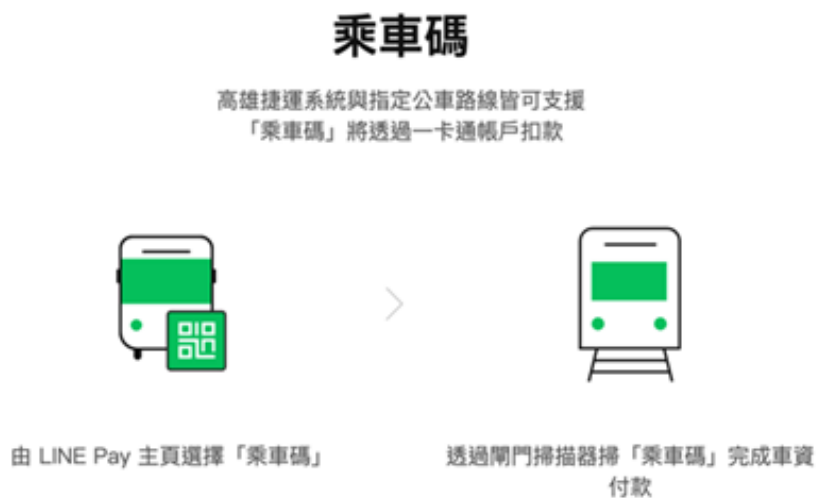 乘車碼
高雄捷運系統與指定公車路線皆可支援
「乘車碼」將透過一卡通帳戶扣款
由 LINE Pay 主頁選擇「乘車碼」
透過閘門掃描器掃「乘車碼」完成車資
付款